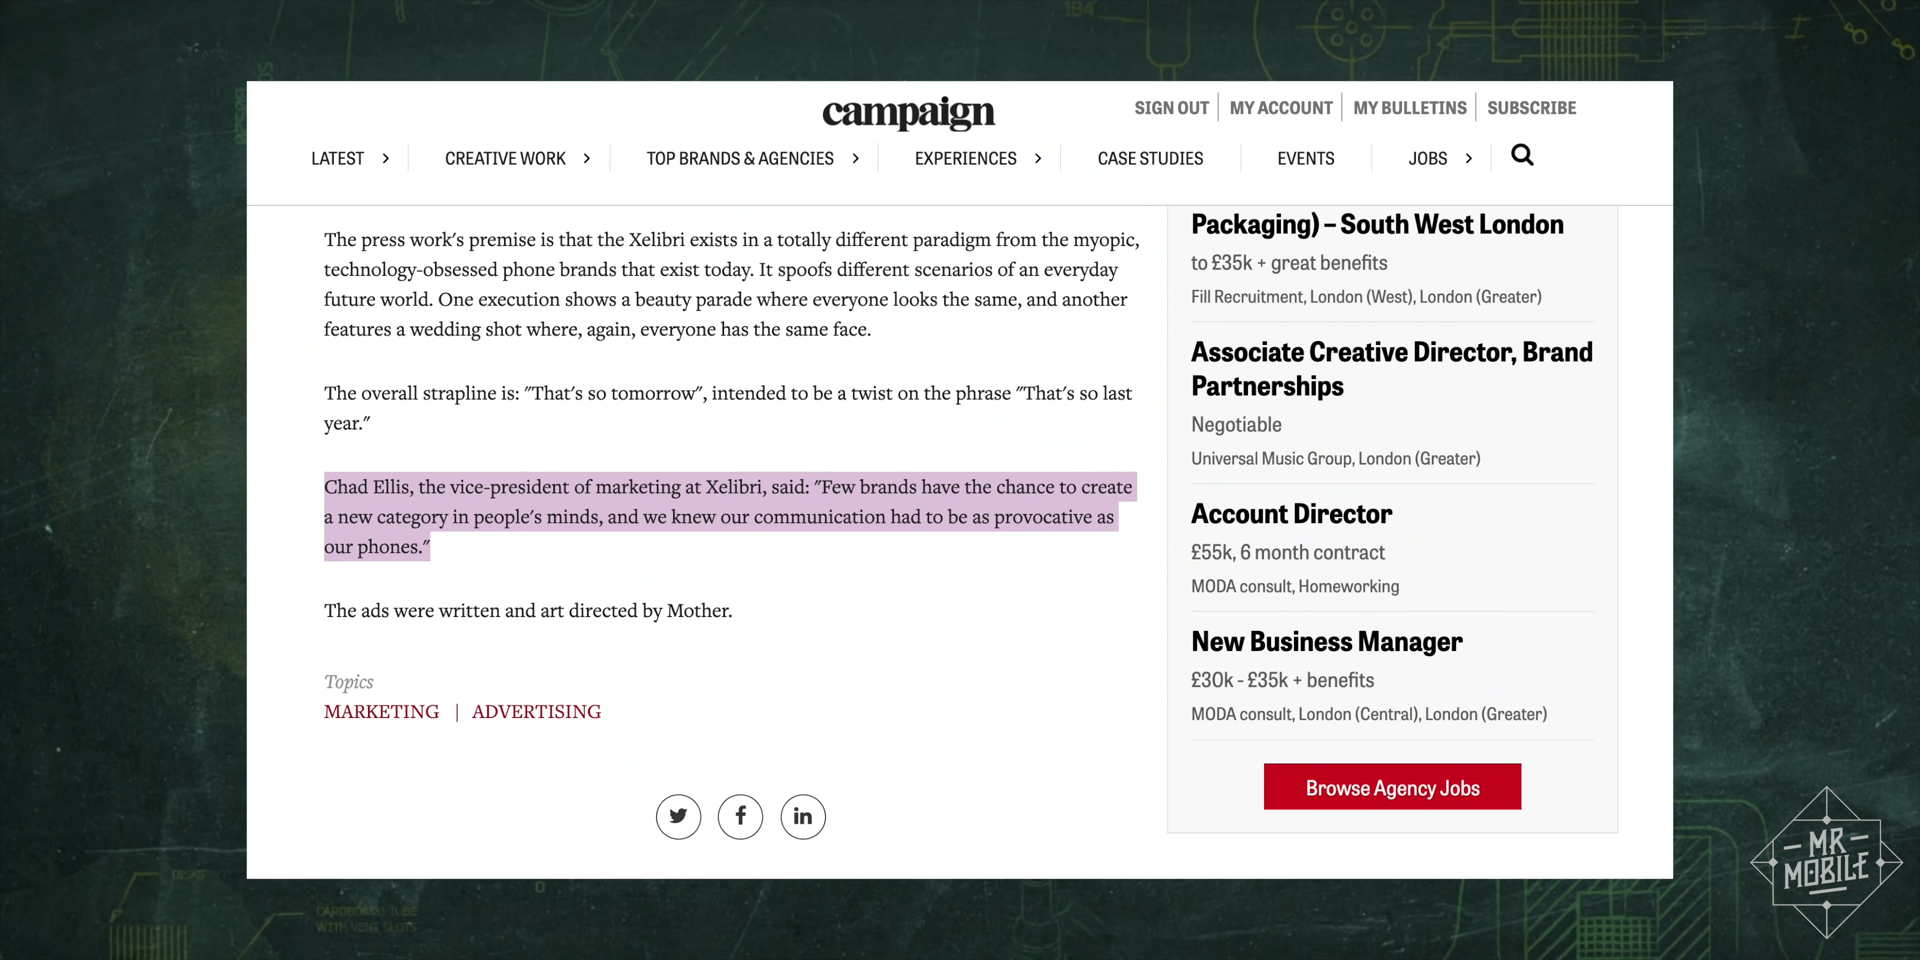 campaign
SIGN OUT
MY ACCOUNT
MY BULLETINS
SUBSCRIBE
LATEST
CREATIVE WORK
TOP BRANDS & AGENCIES
EXPERIENCES
CASE STUDIES
EVENTS
JOBS
The press work's premise is that the Xelibri exists in a totally different paradigm from the myopic,
technology-obsessed phone brands that exist today. It spoofs different scenarios of an everyday
future world. One execution shows a beauty parade where everyone looks the same, and another
features a wedding shot where, again, everyone has the same face.
The overall strapline is: "That's so tomorrow", intended to be a twist on the phrase "That's so last
year."
Chad Ellis, the vice-president of marketing at Xelibri, said: "Few brands have the chance to create
a new category in people's minds, and we knew our communication had to be as provocative as
our phones."
The ads were written and art directed by Mother.
Topics
MARKETING | ADVERTISING
Packaging) – South West London
to £35k + great benefits
Fill Recruitment, London (West), London (Greater)
Associate Creative Director, Brand
Partnerships
Negotiable
Universal Music Group, London (Greater)
Account Director
£55k, 6 month contract
MODA consult, Homeworking
New Business Manager
£30k - £35k + benefits
MODA consult, London (Central), London (Greater)
Browse Agency Jobs
MR
MOBILE
184
CARDBOARD TUBE
WITH VENT SLOTS